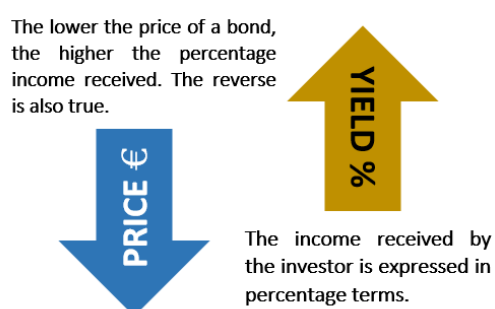 The lower the price of a bond,
the higher the percentage
income received. The reverse
is also true.
YIELD %
PRICE €
The income received by
the investor is expressed in
percentage terms.